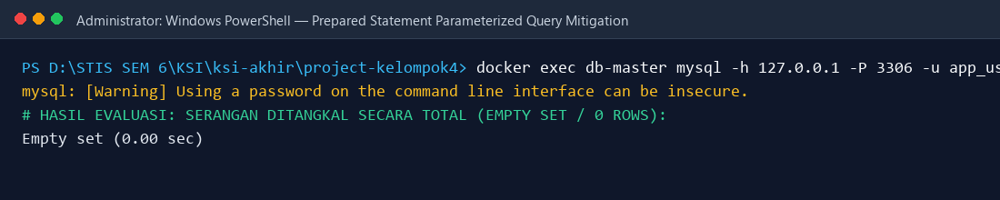 Administrator: Windows PowerShell — Prepared Statement Parameterized Query Mitigation
PS D:\STIS SEM 6\KSI\ksi-akhir\project-kelompok4> docker exec db-master mysql -h 127.0.0.1 -P 3306 -u app_us
mysql: [Warning] Using a password on the command line interface can be insecure.
# HASIL EVALUASI: SERANGAN DITANGKAL SECARA TOTAL (EMPTY SET / 0 ROWS):
Empty set (0.00 sec)